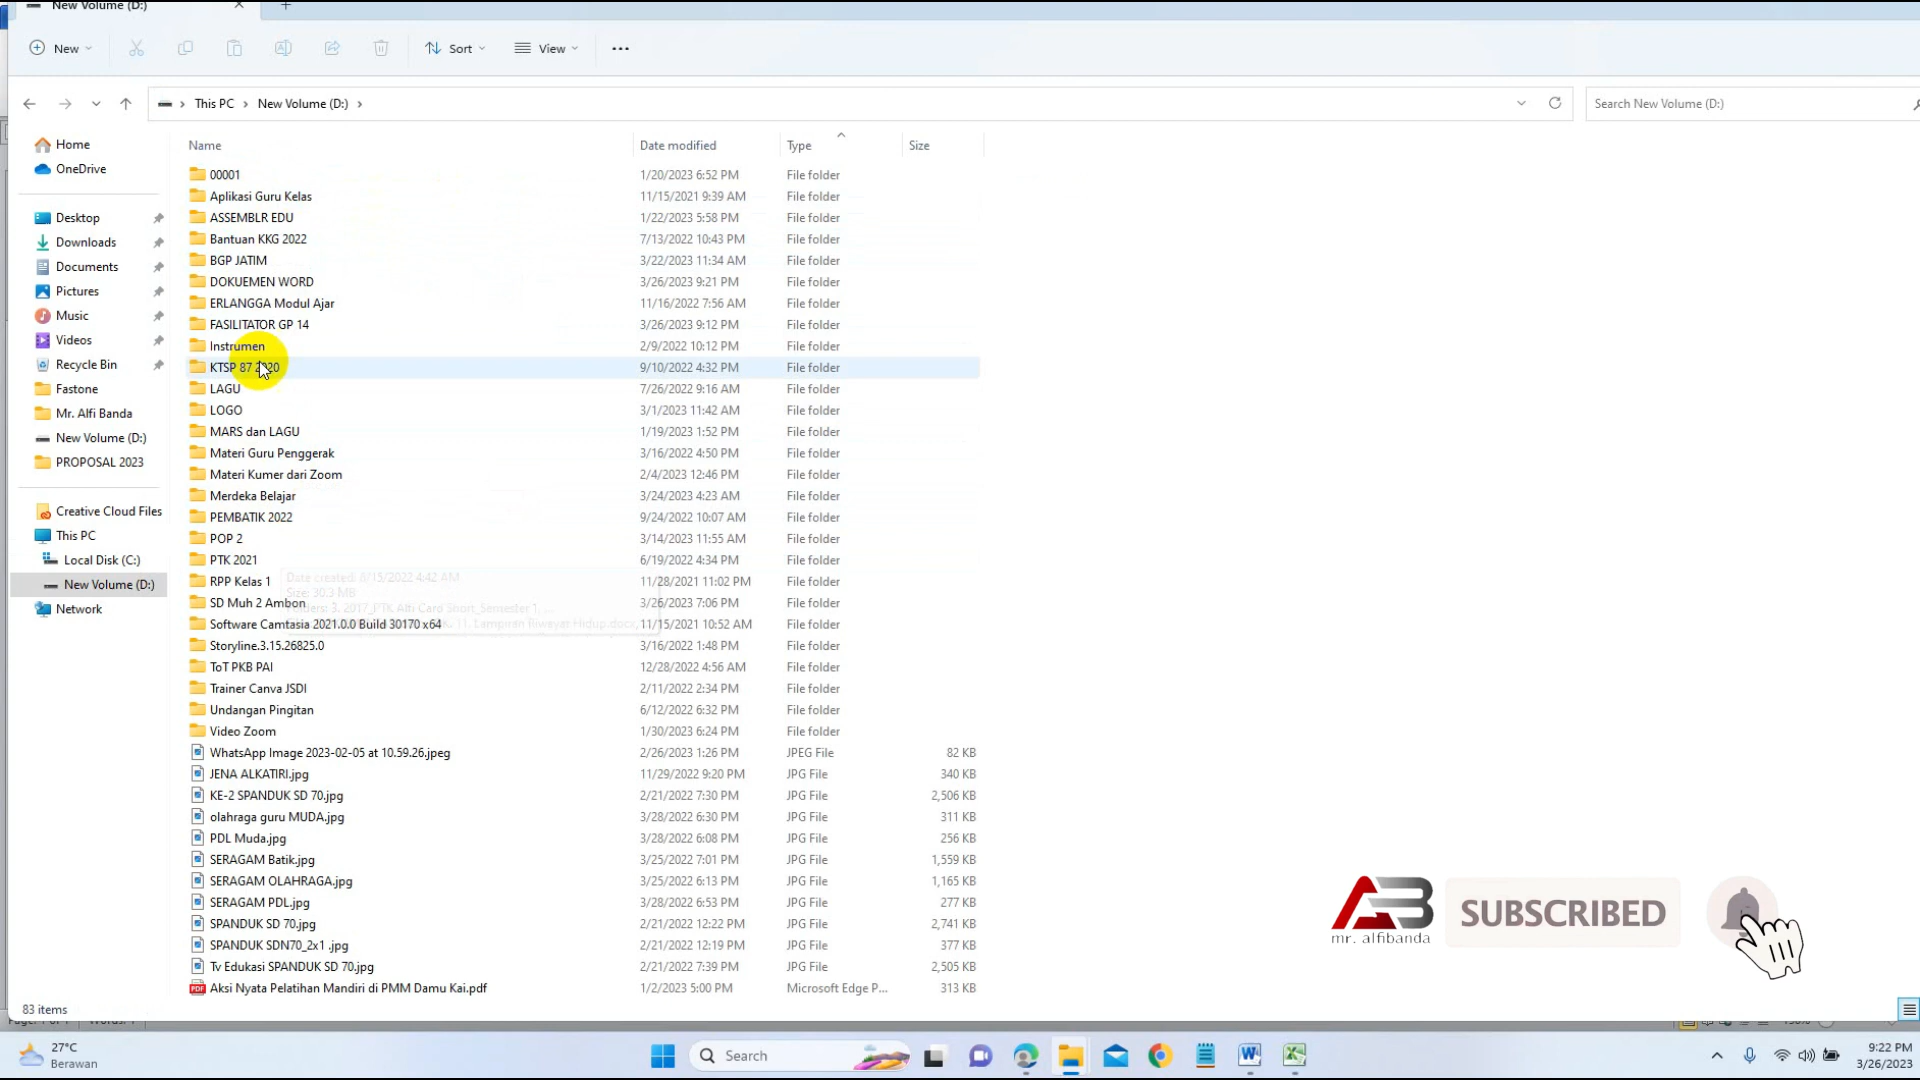 New Volume (D:)
New
Sort
View
This PC > New Volume (D:) >
Search New Volume (D:)
Home
OneDrive
Desktop
Downloads
Documents
Pictures
Music
Videos
Recycle Bin
Fastone
Mr. Alfi Banda
New Volume (D:)
PROPOSAL 2023
Creative Cloud Files
This PC
Local Disk (C:)
New Volume (D:)
Network
Name Date modified Type Size
00001 1/20/2023 6:52 PM File folder
Aplikasi Guru Kelas 11/15/2021 9:39 AM File folder
ASSEMBLR EDU 1/22/2023 5:58 PM File folder
Bantuan KKG 2022 7/13/2022 10:43 PM File folder
BGP JATIM 3/22/2023 11:34 AM File folder
DOKUEMEN WORD 3/26/2023 9:21 PM File folder
ERLANGGA Modul Ajar 11/16/2022 7:56 AM File folder
FASILITATOR GP 14 3/26/2023 9:12 PM File folder
Instrumen 2/9/2022 10:12 PM File folder
KTSP 87 2020 9/10/2022 4:32 PM File folder
LAGU 7/26/2022 9:16 AM File folder
LOGO 3/1/2023 11:42 AM File folder
MARS dan LAGU 1/19/2023 1:52 PM File folder
Materi Guru Penggerak 3/16/2022 4:50 PM File folder
Materi Kumer dari Zoom 2/4/2023 12:46 PM File folder
Merdeka Belajar 3/24/2023 4:23 AM File folder
PEMBATIK 2022 9/24/2022 10:07 AM File folder
POP 2 3/14/2023 11:55 AM File folder
PTK 2021 6/19/2022 4:34 PM File folder
RPP Kelas 1 11/28/2021 11:02 PM File folder
SD Muh 2 Ambon 3/26/2023 7:06 PM File folder
Software Camtasia 2021.0.0 Build 30170 x64 11/15/2021 10:52 AM File folder
Storyline.3.15.26825.0 3/16/2022 1:48 PM File folder
ToT PKB PAI 12/28/2022 4:56 AM File folder
Trainer Canva JSDI 2/11/2022 2:34 PM File folder
Undangan Pingitan 6/12/2022 6:32 PM File folder
Video Zoom 1/30/2023 6:24 PM File folder
WhatsApp Image 2023-02-05 at 10.59.26.jpeg 2/26/2023 1:26 PM JPEG File 82 KB
JENA ALKATIRI.jpg 11/29/2022 9:20 PM JPG File 340 KB
KE-2 SPANDUK SD 70.jpg 2/21/2022 7:30 PM JPG File 2,506 KB
olahraga guru MUDA.jpg 3/28/2022 6:30 PM JPG File 311 KB
PDL Muda.jpg 3/28/2022 6:08 PM JPG File 256 KB
SERAGAM Batik.jpg 3/25/2022 7:01 PM JPG File 1,559 KB
SERAGAM OLAHRAGA.jpg 3/25/2022 6:13 PM JPG File 1,165 KB
SERAGAM PDL.jpg 3/28/2022 6:53 PM JPG File 277 KB
SPANDUK SD 70.jpg 2/21/2022 12:22 PM JPG File 2,741 KB
SPANDUK SDN70_2x1 .jpg 2/21/2022 12:19 PM JPG File 377 KB
Tv Edukasi SPANDUK SD 70.jpg 2/21/2022 7:39 PM JPG File 2,505 KB
Aksi Nyata Pelatihan Mandiri di PMM Damu Kai.pdf 1/2/2023 5:00 PM Microsoft Edge P... 313 KB
Size: 30.3 MB
AB
mr. alfibanda
SUBSCRIBED
83 items
27°C
Berawan
Search
9:22 PM
3/26/2023